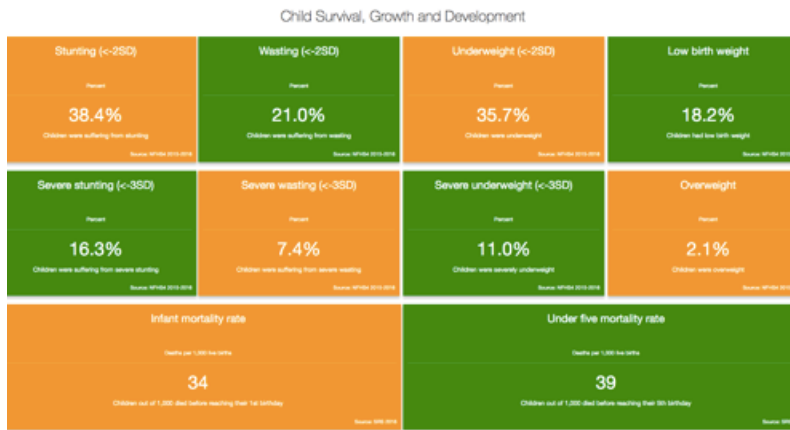 Child Survival, Growth and Development
Stunting (<-2SD)
Percent
38.4%
Children were suffering from stunting
Source: NFHS4 2015-2016
Wasting (<-2SD)
Percent
21.0%
Children were suffering from wasting
Source: NFHS4 2015-2016
Underweight (<-2SD)
Percent
35.7%
Children were underweight
Source: NFHS4 2015-2016
Low birth weight
Percent
18.2%
Children had low birth weight
Source: NFHS4 201
Severe stunting (<-3SD)
Percent
16.3%
Children were suffering from severe stunting
Source: NFHS4 2015-2016
Severe wasting (<-3SD)
Percent
7.4%
Children were suffering from severe wasting
Source: NFHS4 2015-2016
Severe underweight (<-3SD)
Percent
11.0%
Children were severely underweight
Source: NFHS4 2015-2016
Overweight
Percent
2.1%
Children were overweight
Source: NFHS4 201
Infant mortality rate
Deaths per 1,000 live births
34
Children out of 1,000 died before reaching their 1st birthday
Source: SRS 2016
Under five mortality rate
Deaths per 1,000 live births
39
Children out of 1,000 died before reaching their 5th birthday
Source: SRS